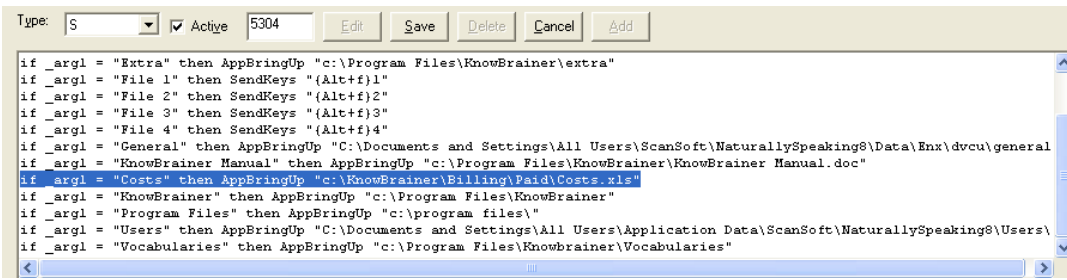 Type: S Active 5304 Edit Save Delete Cancel Add
if _arg1 = "Extra" then AppBringUp "c:\Program Files\KnowBrainer\extra"
if _arg1 = "File 1" then SendKeys "{Alt+f}1"
if _arg1 = "File 2" then SendKeys "{Alt+f}2"
if _arg1 = "File 3" then SendKeys "{Alt+f}3"
if _arg1 = "File 4" then SendKeys "{Alt+f}4"
if _arg1 = "General" then AppBringUp "C:\Documents and Settings\All Users\ScanSoft\NaturallySpeaking8\Data\Enx\dvcu\general
if _arg1 = "KnowBrainer Manual" then AppBringUp "c:\Program Files\KnowBrainer\KnowBrainer Manual.doc"
if _arg1 = "Costs" then AppBringUp "c:\KnowBrainer\Billing\Paid\Costs.xls"
if _arg1 = "KnowBrainer" then AppBringUp "c:\Program Files\KnowBrainer"
if _arg1 = "Program Files" then AppBringUp "c:\program files\"
if _arg1 = "Users" then AppBringUp "C:\Documents and Settings\All Users\Application Data\ScanSoft\NaturallySpeaking8\Users\
if _arg1 = "Vocabularies" then AppBringUp "c:\Program Files\Knowbrainer\Vocabularies"